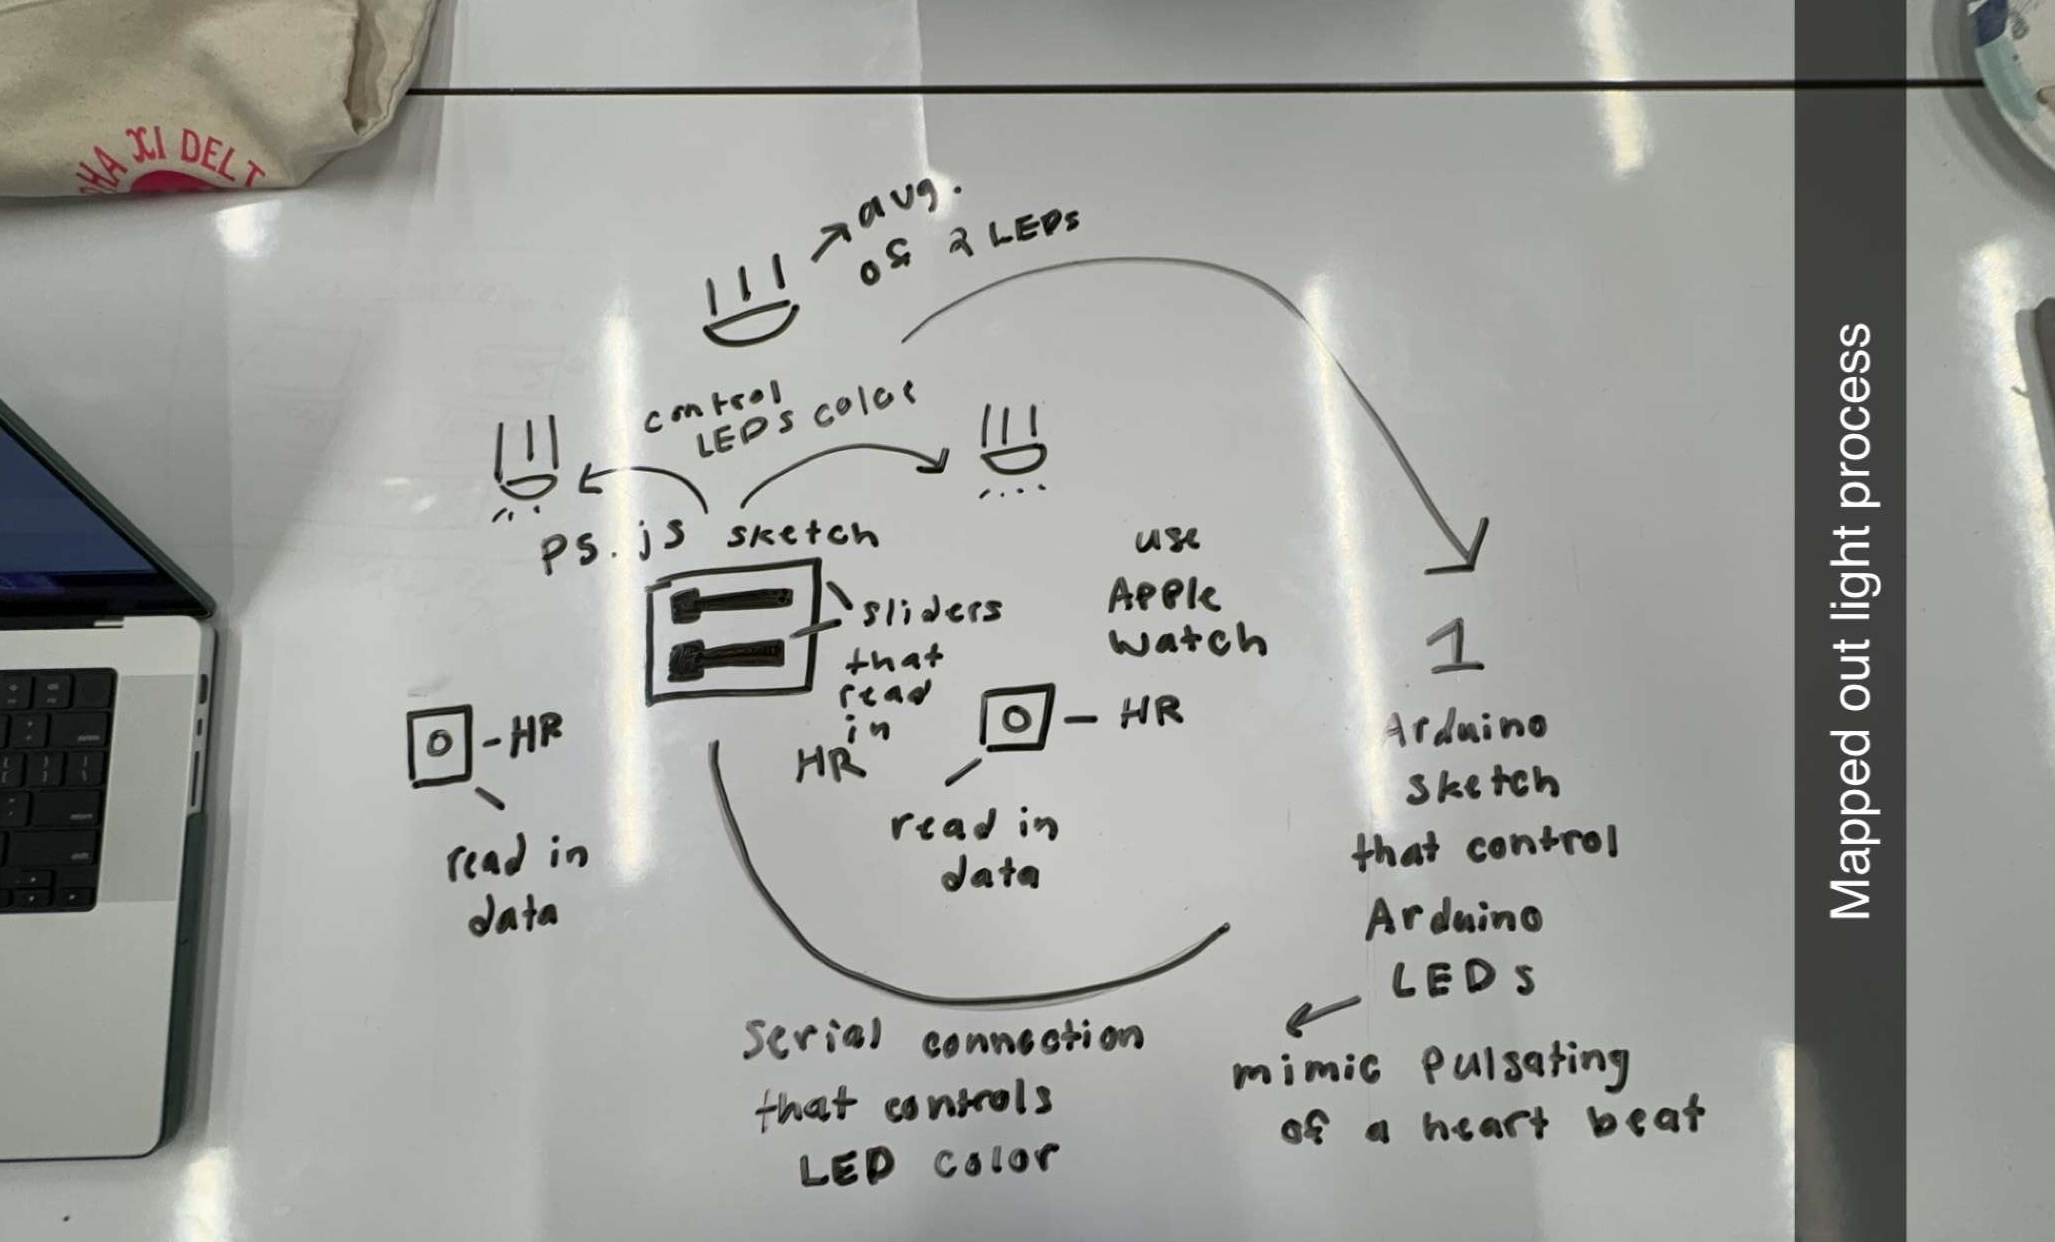 HA XI DELT
avg.
of 2 LEDs
control
LEDs color
P5.js sketch
sliders
that
read
in
HR
use
Apple
Watch
- HR
read in
data
- HR
read in
data
1
Arduino
sketch
that control
Arduino
LEDs
mimic pulsating
of a heart beat
serial connection
that controls
LED color
Mapped out light process